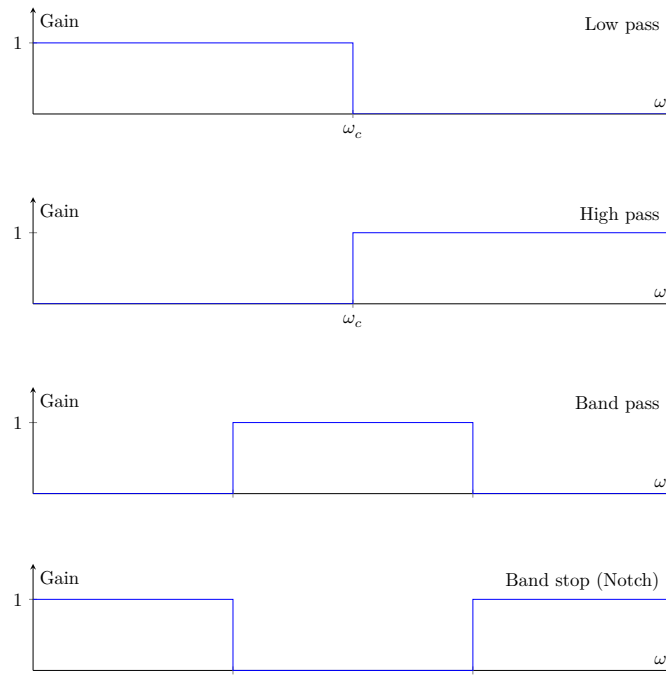 Gain
Low pass
1
ω
ω_c
Gain
High pass
1
ω
ω_c
Gain
Band pass
1
ω
Gain
Band stop (Notch)
1
ω